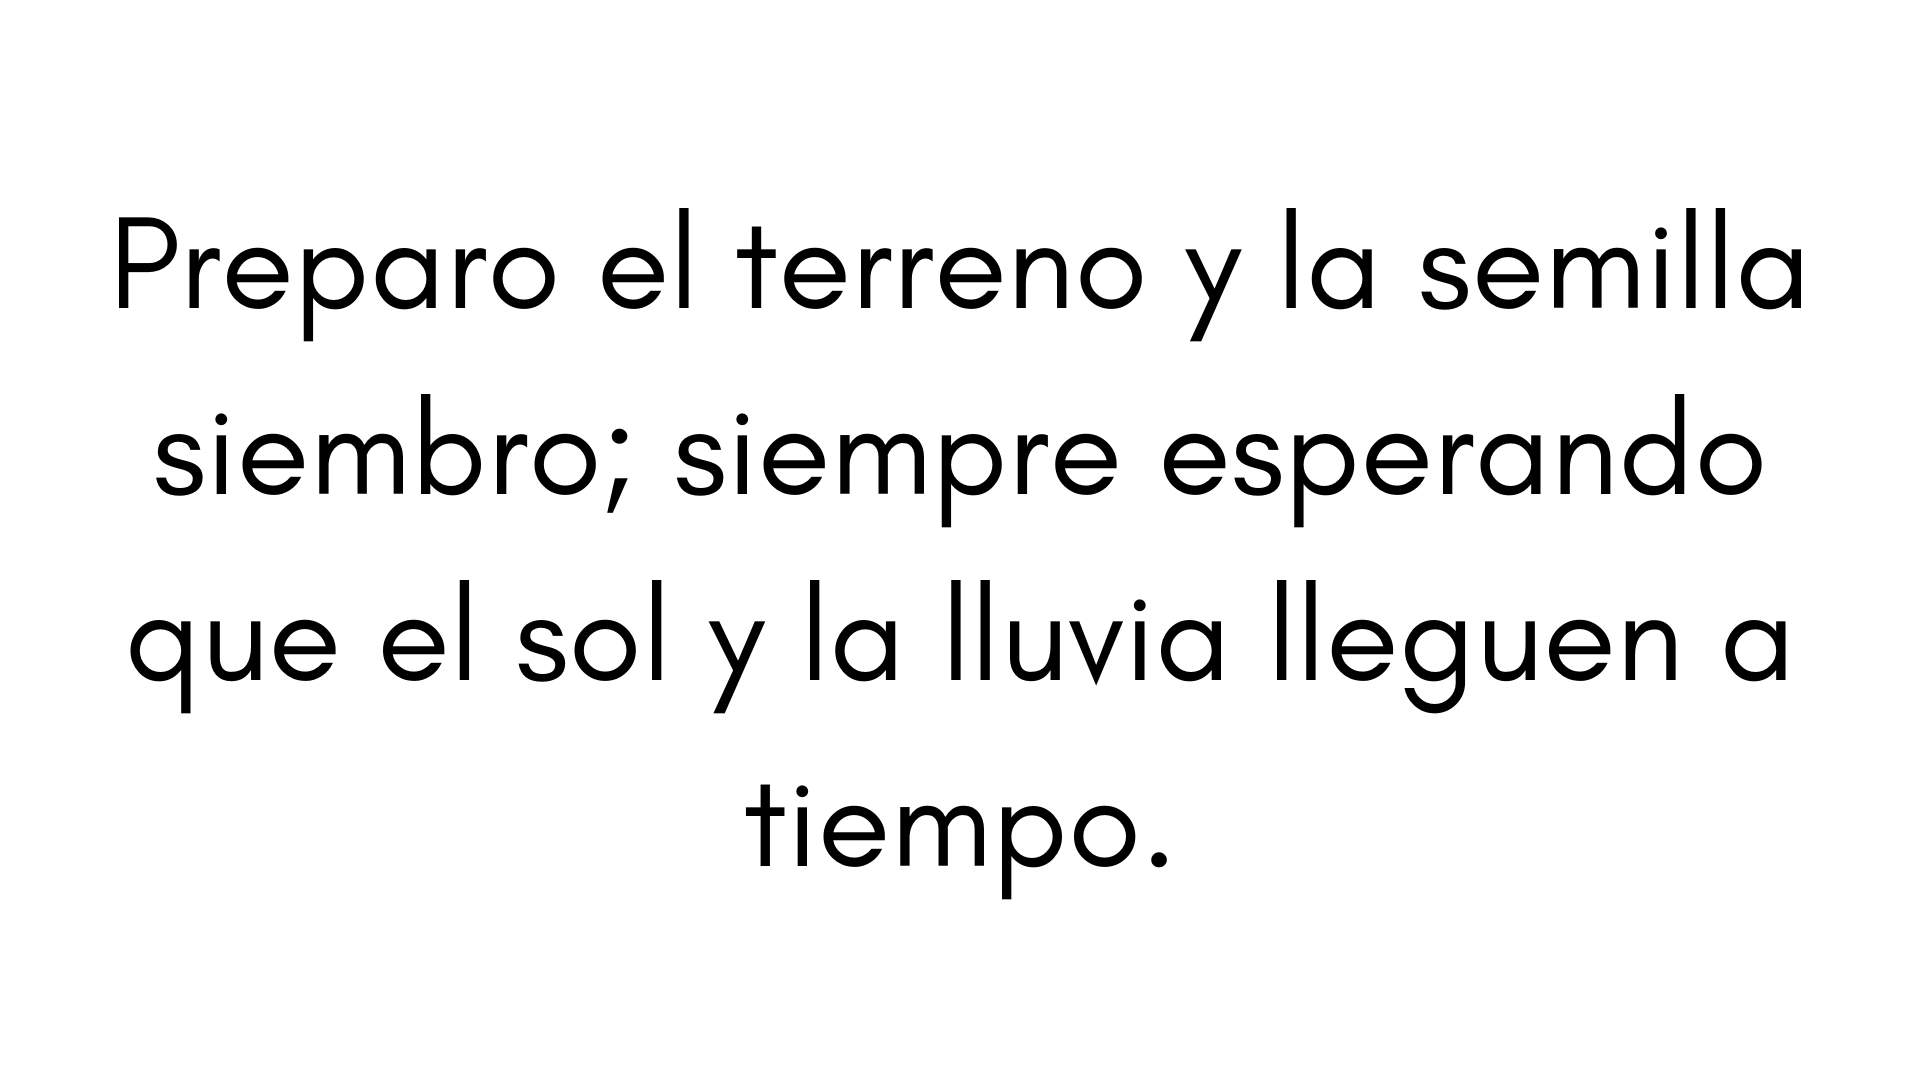 Preparo el terreno y la semilla
siembro; siempre esperando
que el sol y la lluvia lleguen a
tiempo.